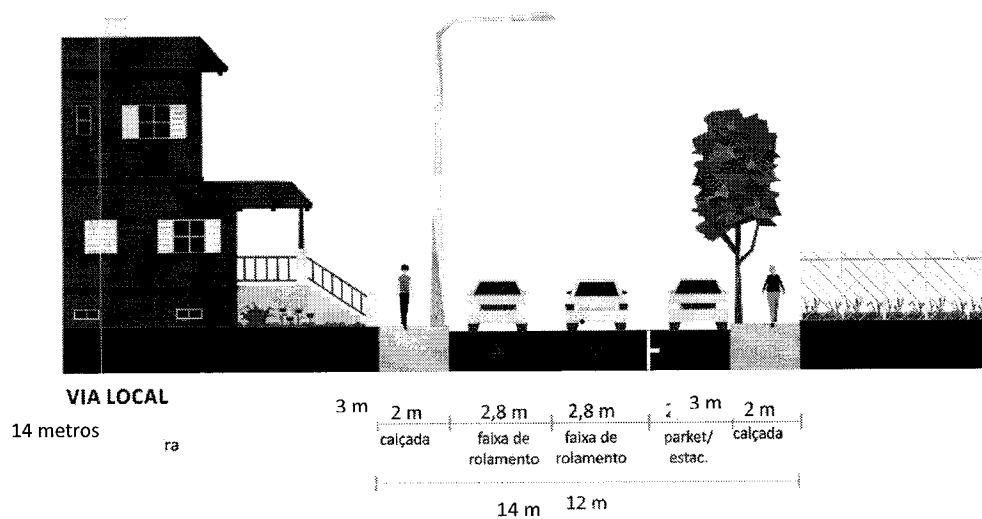 VIA LOCAL
14 metros
ra
3 m 2 m 2,8 m 2,8 m 3 m 2 m
calçada faixa de faixa de parket/ calçada
rolamento rolamento estac.
14 m 12 m